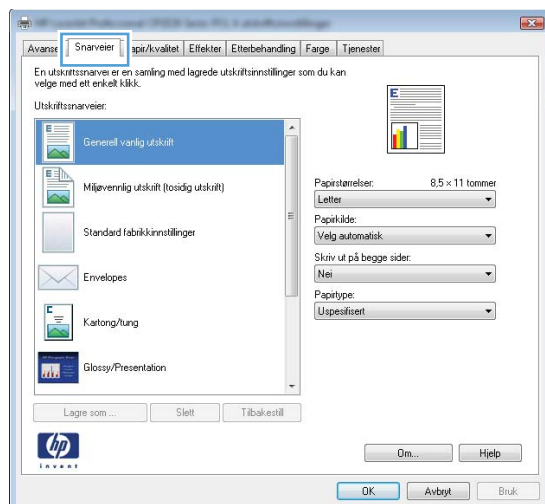 Snarveier
Papir/kvalitet
Effekter
Etterbehandling
Farge
Tjenester
En utskriftssnarvei er en samling med lagrede utskriftsinnstillinger som du kan
velge med ett enkelt klikk.
Utskriftssnarveier:
Generell vanlig utskrift
Miljøvennlig utskrift (tosidig utskrift)
Standard fabrikkinnstillinger
Envelopes
Kartong/tung
Glossy/Presentation
Lagre som ...
Slett
Tilbakestill
Papirstørrelser: 8,5 × 11 tommer
Letter
Papirkilde:
Velg automatisk
Skriv ut på begge sider:
Nei
Papirtype:
Uspesifisert
hp
invent
Om...
Hjelp
OK
Avbryt
Bruk